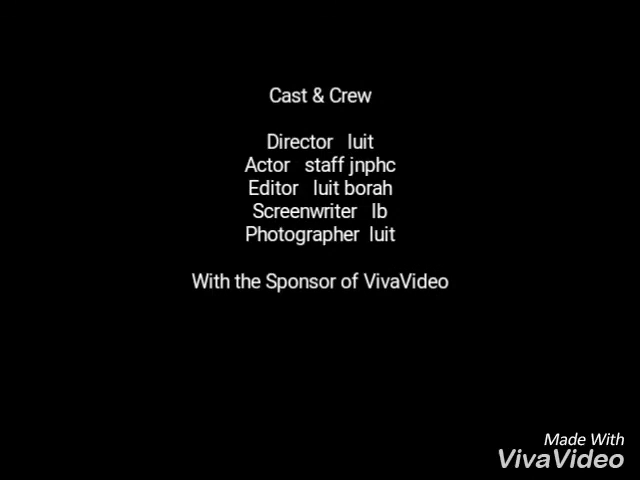 Cast & Crew
Director luit
Actor staff jnphc
Editor luit borah
Screenwriter lb
Photographer luit
With the Sponsor of VivaVideo
Made With
VivaVideo